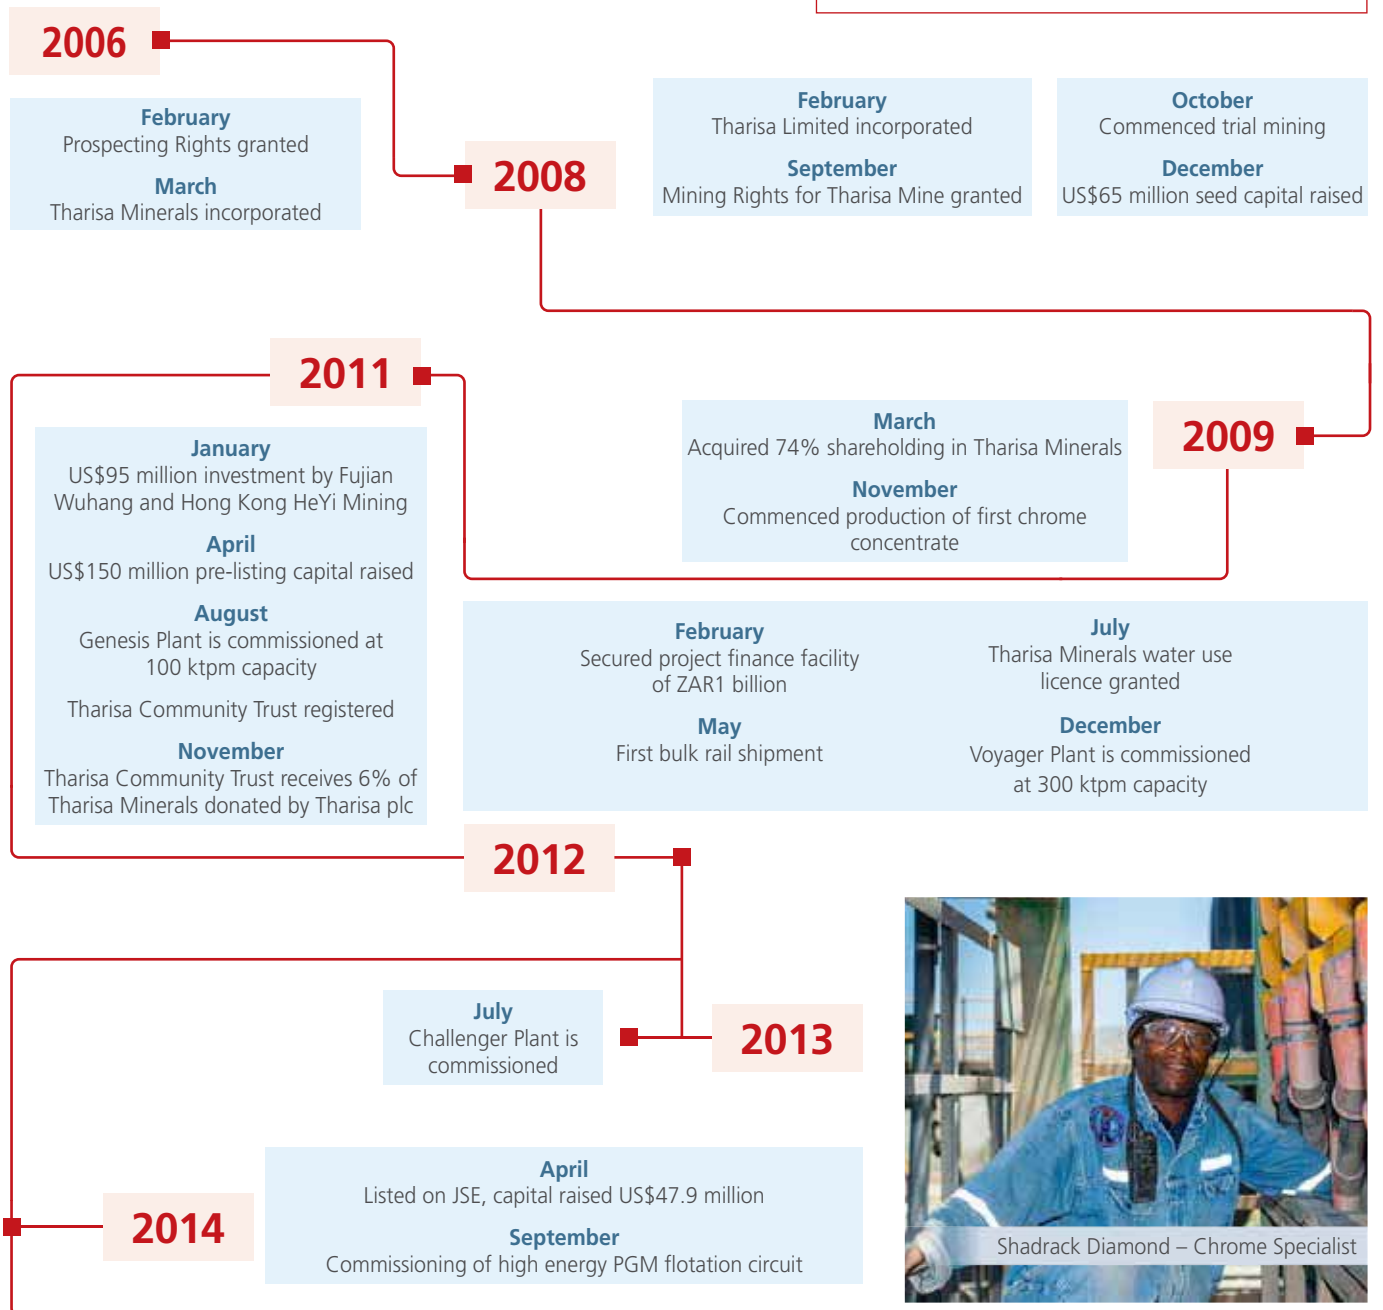 2006
February
Prospecting Rights granted
March
Tharisa Minerals incorporated
2008
February
Tharisa Limited incorporated
September
Mining Rights for Tharisa Mine granted
October
Commenced trial mining
December
US$65 million seed capital raised
2009
March
Acquired 74% shareholding in Tharisa Minerals
November
Commenced production of first chrome
concentrate
2011
January
US$95 million investment by Fujian
Wuhang and Hong Kong HeYi Mining
April
US$150 million pre-listing capital raised
August
Genesis Plant is commissioned at
100 ktpm capacity
Tharisa Community Trust registered
November
Tharisa Community Trust receives 6% of
Tharisa Minerals donated by Tharisa plc
2012
February
Secured project finance facility
of ZAR1 billion
May
First bulk rail shipment
July
Tharisa Minerals water use
licence granted
December
Voyager Plant is commissioned
at 300 ktpm capacity
2013
July
Challenger Plant is
commissioned
2014
April
Listed on JSE, capital raised US$47.9 million
September
Commissioning of high energy PGM flotation circuit
Shadrack Diamond – Chrome Specialist